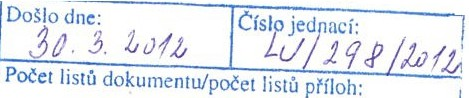 Došlo dne: Číslo jednací:
30. 3. 2012 LU/298/2012
Počet listů dokumentu/počet listů příloh: